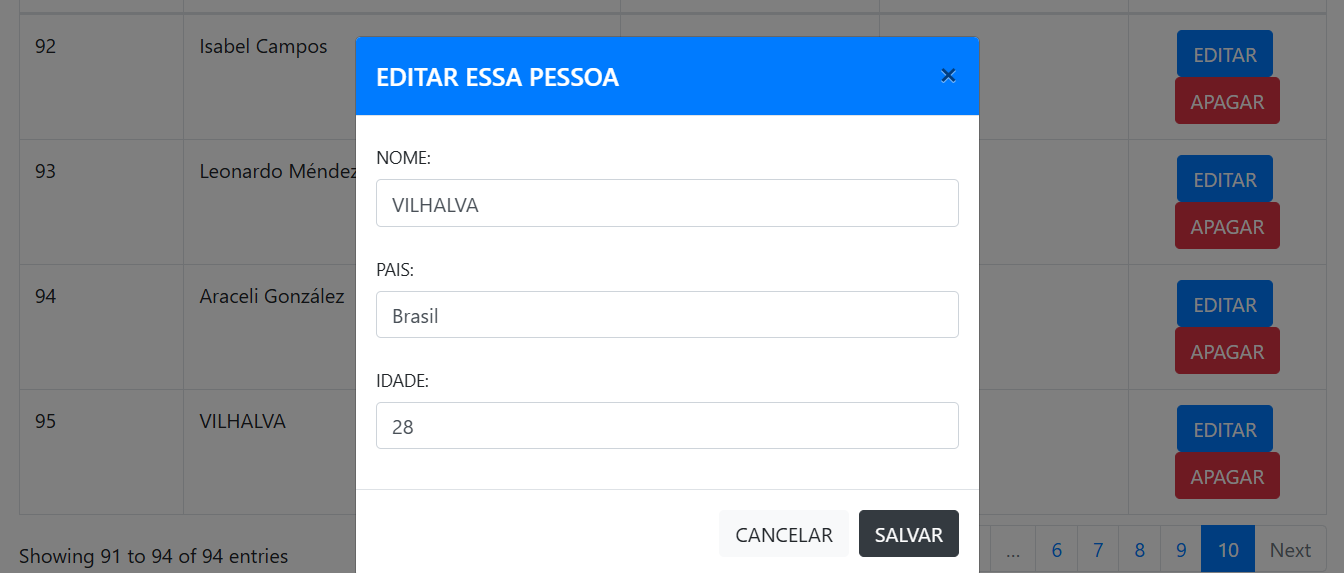 92 Isabel Campos EDITAR
APAGAR
93 Leonardo Méndez EDITAR
APAGAR
94 Araceli González EDITAR
APAGAR
95 VILHALVA EDITAR
APAGAR
Showing 91 to 94 of 94 entries ... 6 7 8 9 10 Next
EDITAR ESSA PESSOA ×
NOME:
VILHALVA
PAIS:
Brasil
IDADE:
28
CANCELAR SALVAR